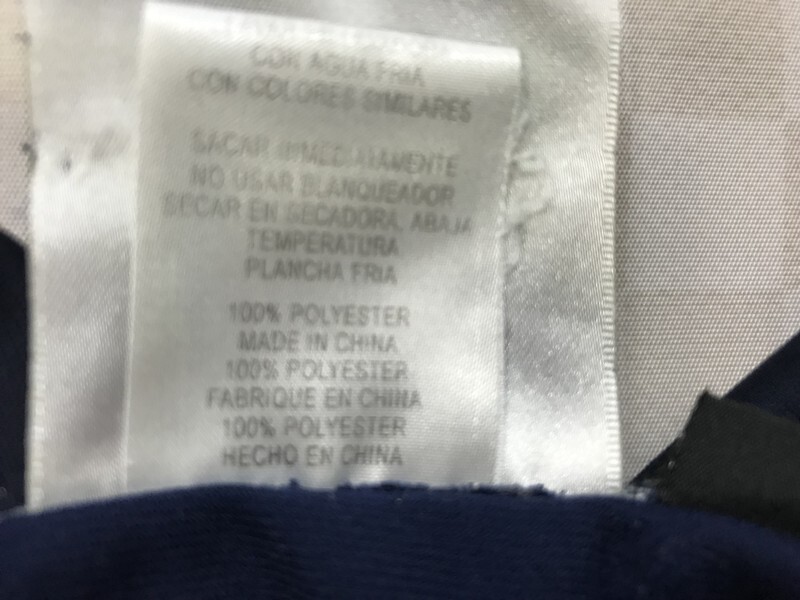 CON AGUA FRIA
CON COLORES SIMILARES
SACAR INMEDIATAMENTE
NO USAR BLANQUEADOR
SECAR EN SECADORA, ABAJA
TEMPERATURA
PLANCHA FRIA
100% POLYESTER
MADE IN CHINA
100% POLYESTER
FABRIQUE EN CHINA
100% POLYESTER
HECHO EN CHINA